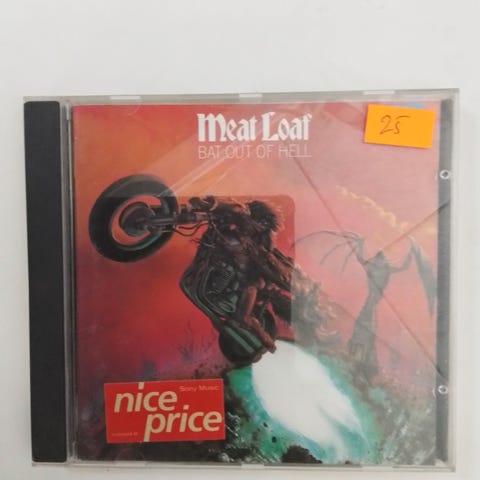 Meat Loaf
BAT OUT OF HELL
25
Sony Music
nice
price